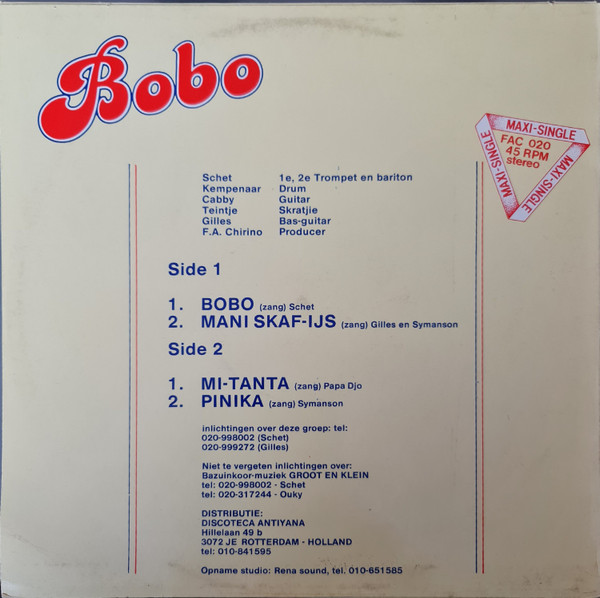 Bobo
MAXI-SINGLE
MAXI-SINGLE
MAXI-SINGLE
FAC 020
45 RPM
stereo
Schet 1e, 2e Trompet en bariton
Kempenaar Drum
Cabby Guitar
Teintje Skratjie
Gilles Bas-guitar
F.A. Chirino Producer
Side 1
1. BOBO (zang) Schet
2. MANI SKAF-IJS (zang) Gilles en Symanson
Side 2
1. MI-TANTA (zang) Papa Djo
2. PINIKA (zang) Symanson
inlichtingen over deze groep: tel:
020-998002 (Schet)
020-999272 (Gilles)
Niet te vergeten inlichtingen over:
Bazuinkoor-muziek GROOT EN KLEIN
tel: 020-998002 - Schet
tel: 020-317244 - Ouky
DISTRIBUTIE:
DISCOTECA ANTIYANA
Hillelaan 49 b
3072 JE ROTTERDAM - HOLLAND
tel: 010-841595
Opname studio: Rena sound, tel. 010-651585